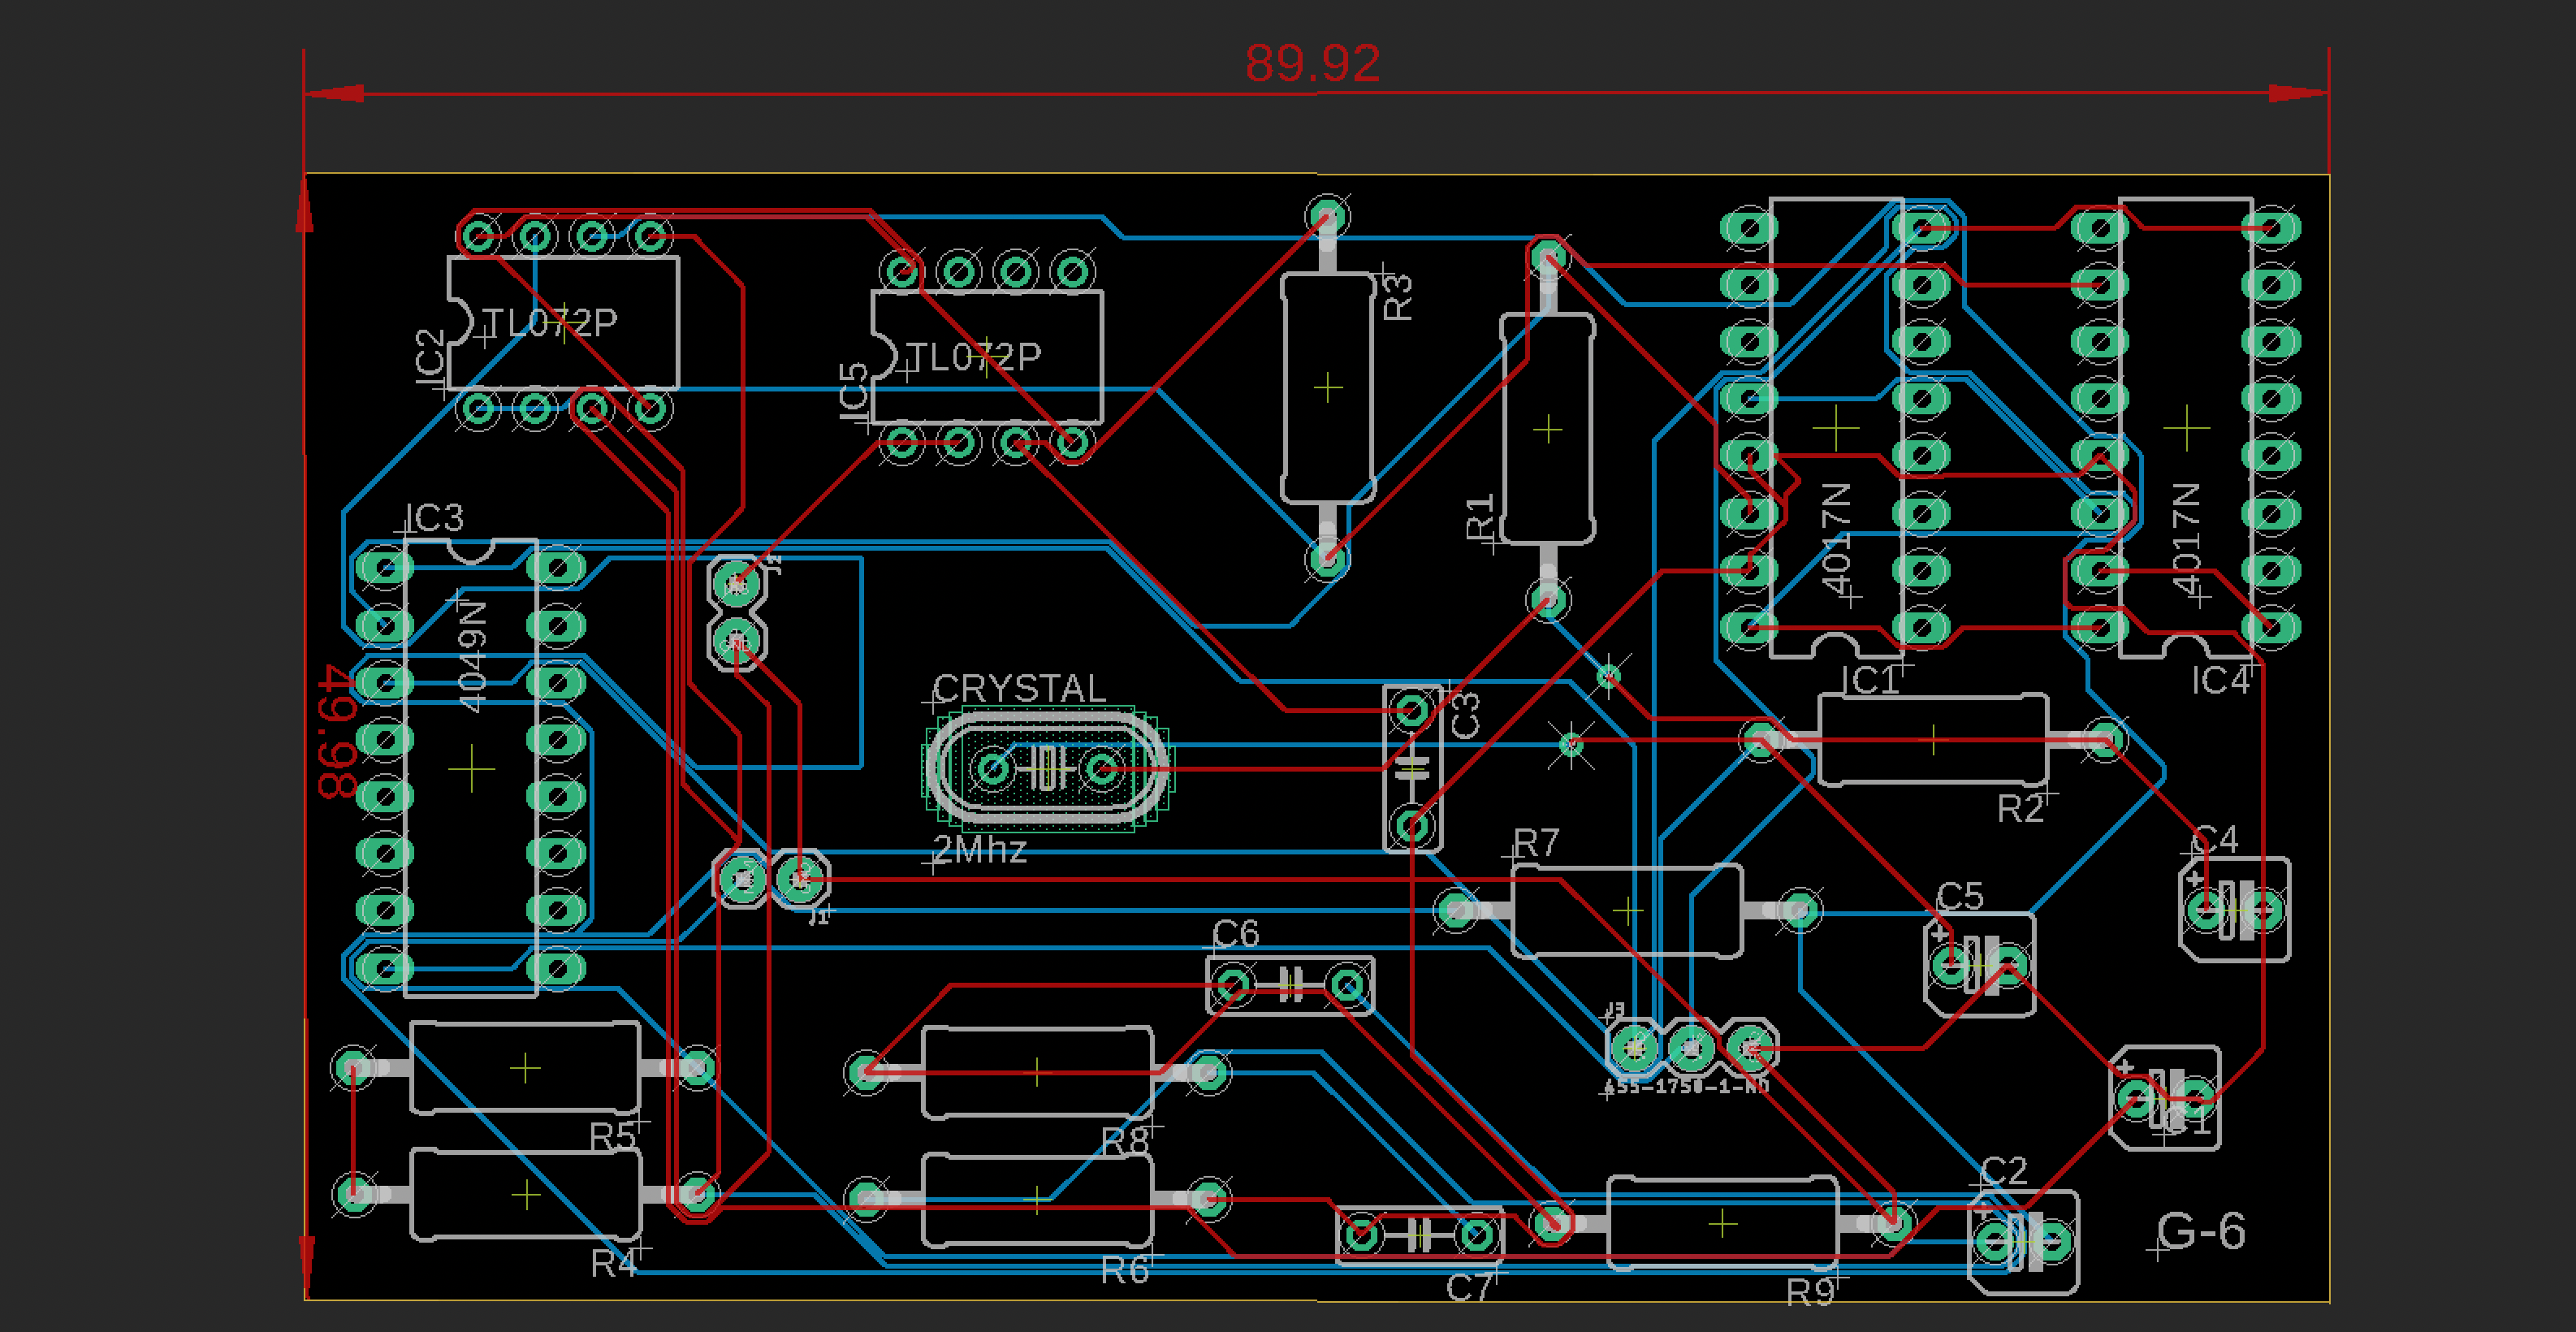 89.92
49.98
TL072P
IC2
TL072P
IC5
R3
R1
4017N
IC1
4017N
IC4
IC3
4049N
J2
GND
CRYSTAL
2Mhz
C3
R2
C4
R7
C5
J1
C6
J3
455-1750-1-ND
R5
R8
C2
R4
R6
C7
R9
G-6